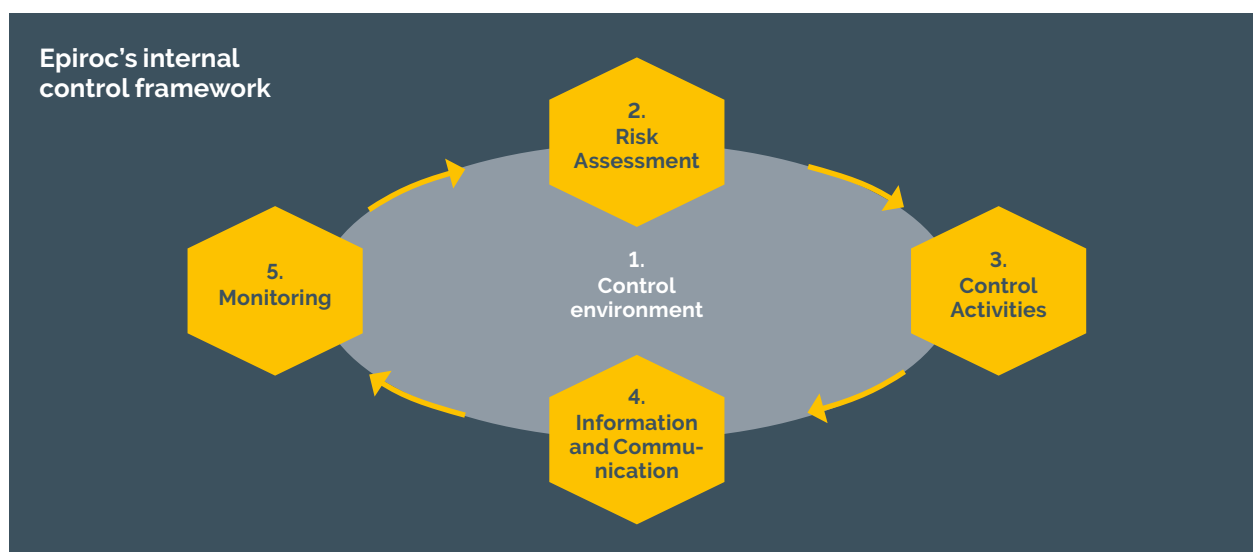 Epiroc’s internal
control framework
2.
Risk
Assessment
1.
Control
environment
3.
Control
Activities
4.
Information
and Commu-
nication
5.
Monitoring